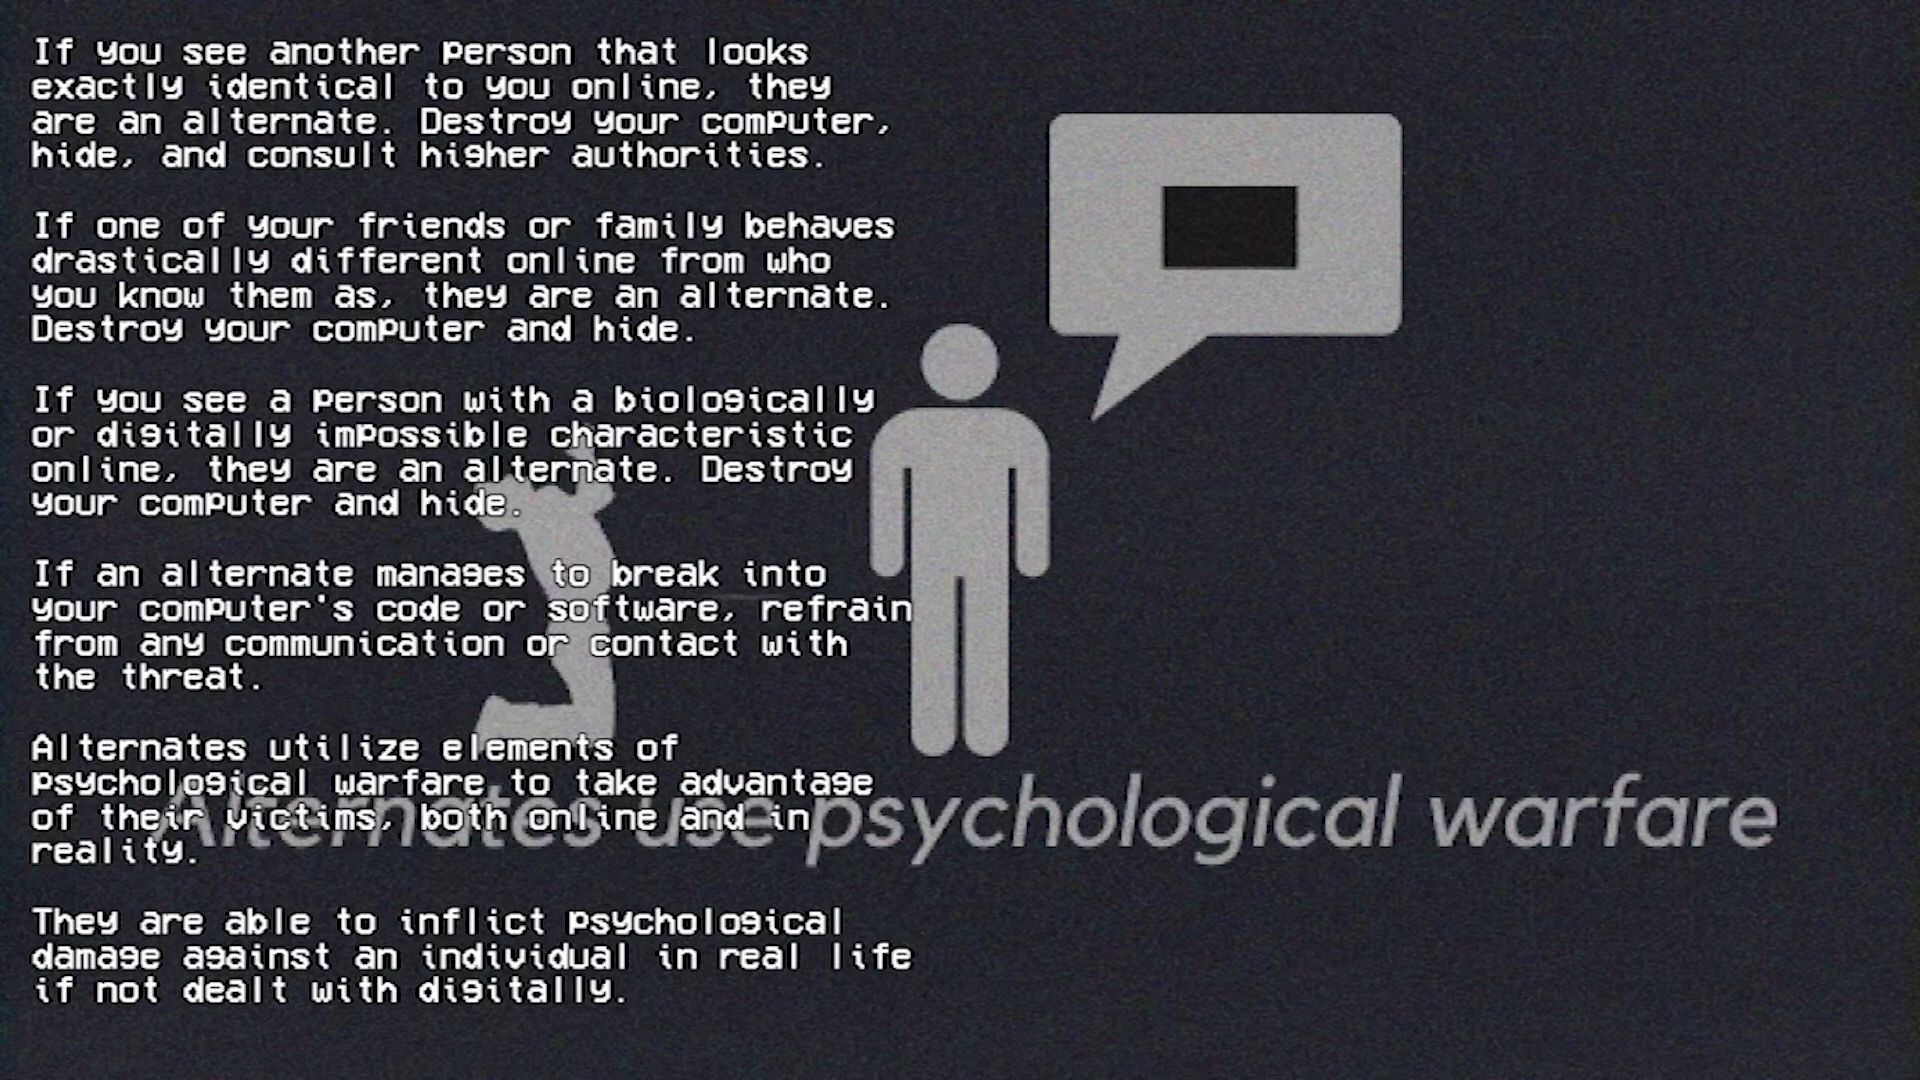 If you see another person that looks
exactly identical to you online, they
are an alternate. Destroy your computer,
hide, and consult higher authorities.
If one of your friends or family behaves
drastically different online from who
you know them as, they are an alternate.
Destroy your computer and hide.
If you see a person with a biologically
or digitally impossible characteristic
online, they are an alternate. Destroy
your computer and hide.
If an alternate manages to break into
your computer's code or software, refrain
from any communication or contact with
the threat.
Alternates utilize elements of
psychological warfare to take advantage
of their victims, both online and in
reality.
They are able to inflict psychological
damage against an individual in real life
if not dealt with digitally.
Alternates use psychological warfare